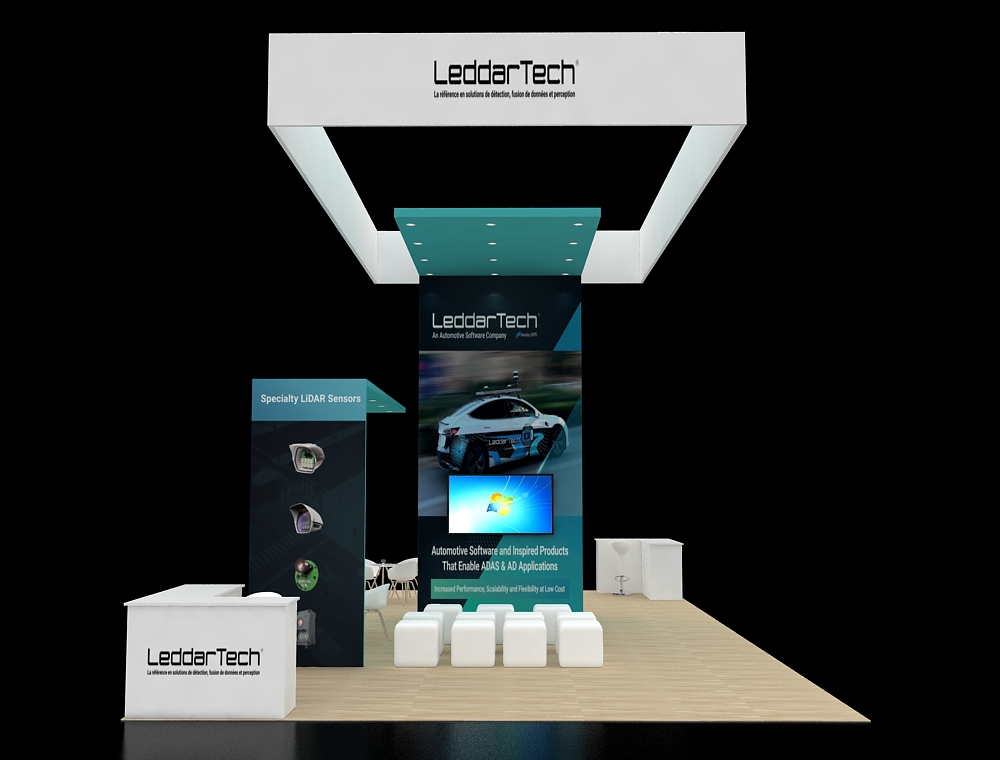 LeddarTech®
La référence en solutions de détection, fusion de données et perception
LeddarTech®
An Automotive Software Company
Specialty LiDAR Sensors
LeddarTech
Automotive Software and Inspired Products
That Enable ADAS & AD Applications
Increased Performance, Scalability and Flexibility at Low Cost
LeddarTech®
La référence en solutions de détection, fusion de données et perception